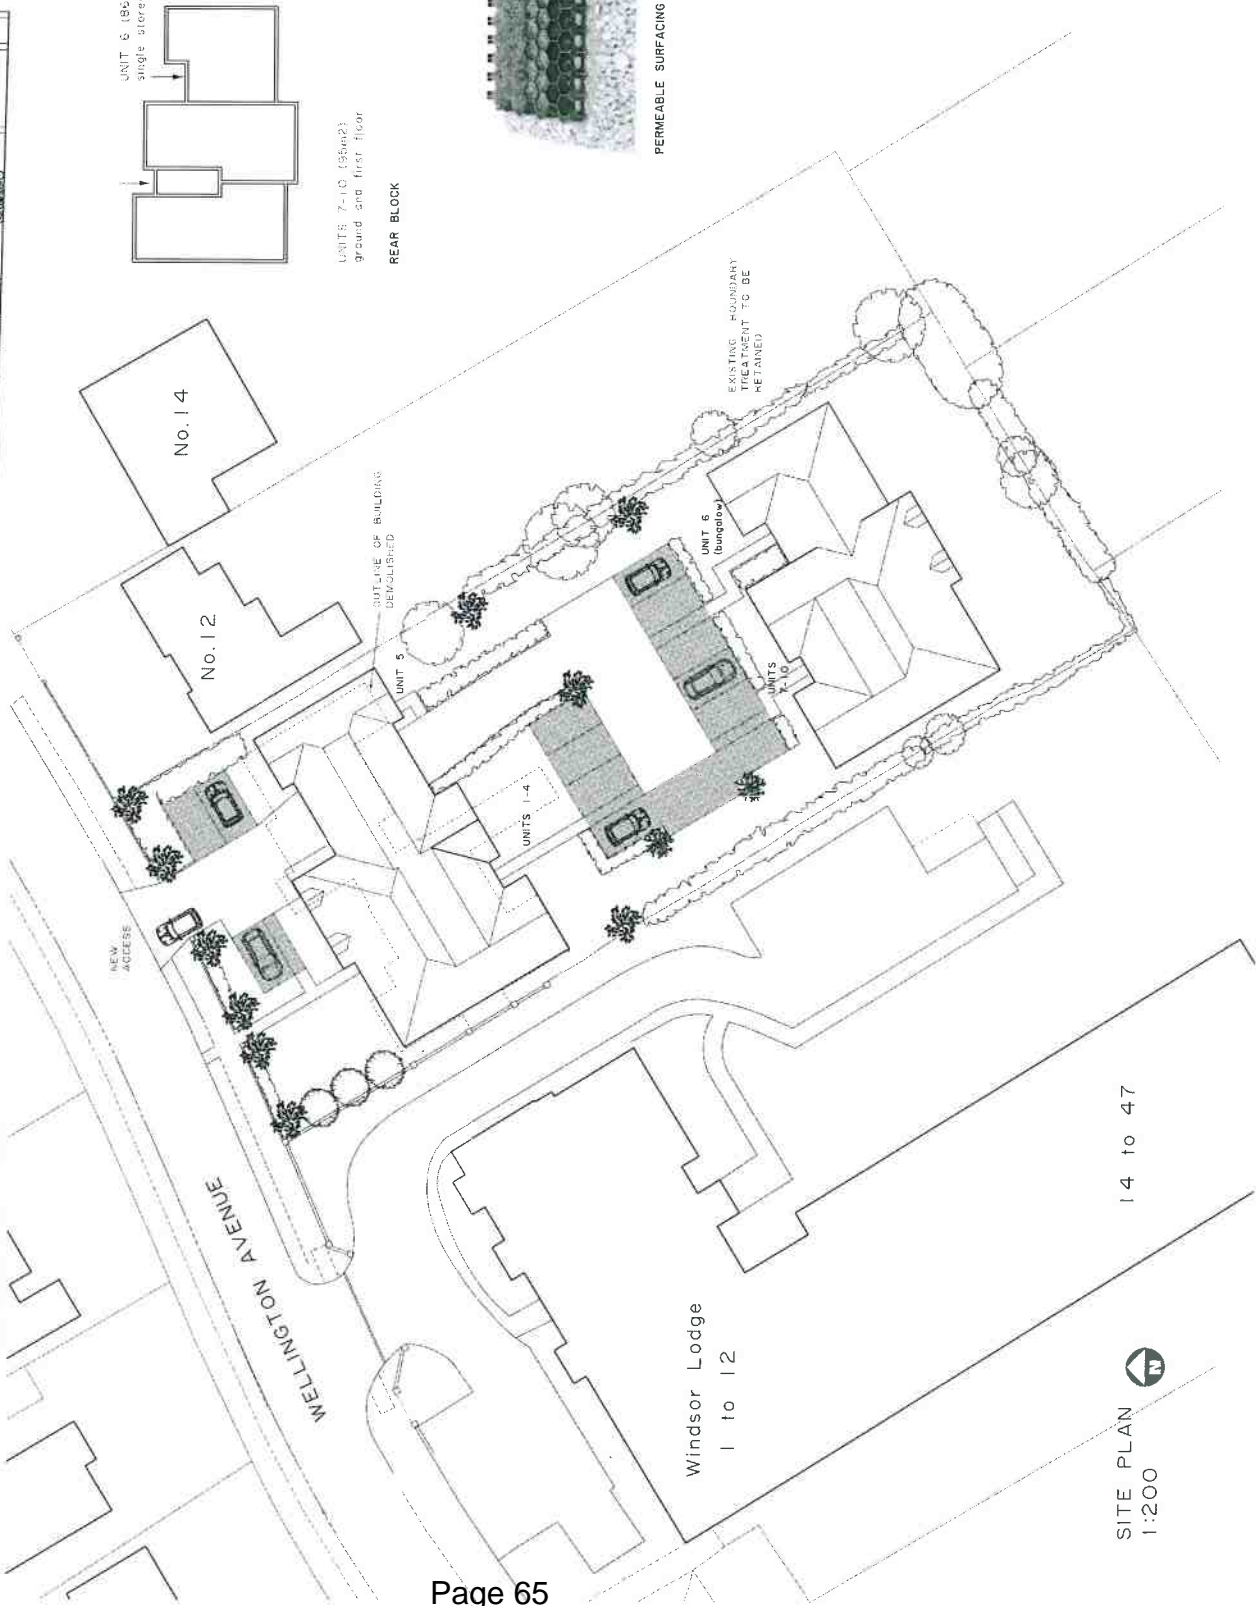 UNIT 6 (86
single store
UNITS 7-10 (95m2)
ground and first floor
REAR BLOCK
PERMEABLE SURFACING
No. 14
No. 12
OUTLINE OF BUILDING
DEMOLISHED
EXISTING BOUNDARY
TREATMENT TO BE
RETAINED
UNIT 5
UNIT 6
(bungalow)
UNITS
7-10
UNITS 1-4
NEW
ACCESS
WELLINGTON AVENUE
Windsor Lodge
1 to 12
14 to 47
SITE PLAN
1:200
N
Page 65